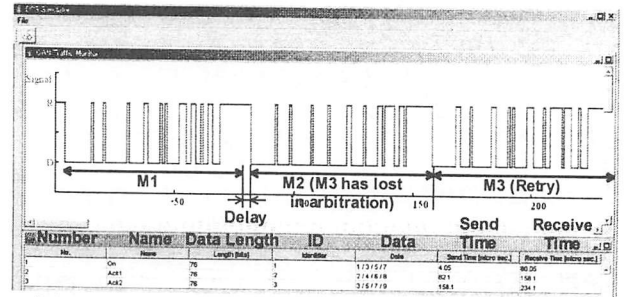 ECS Simulator
File
CAN Traffic Monitor
Signal
R
D
M1
M2 (M3 has lost
in arbitration)
M3 (Retry)
50
150
200
Delay
Send
Receive
Number Name Data Length ID Data Time Time
No. Name Length [bits] Identifier Data Send Time [micro sec.] Receive Time [micro sec.]
1 On 76 1 1 / 3 / 5 / 7 4.05 80.05
2 Act1 76 2 2 / 4 / 6 / 8 82.1 158.1
3 Act2 76 3 3 / 5 / 7 / 9 158.1 234.1